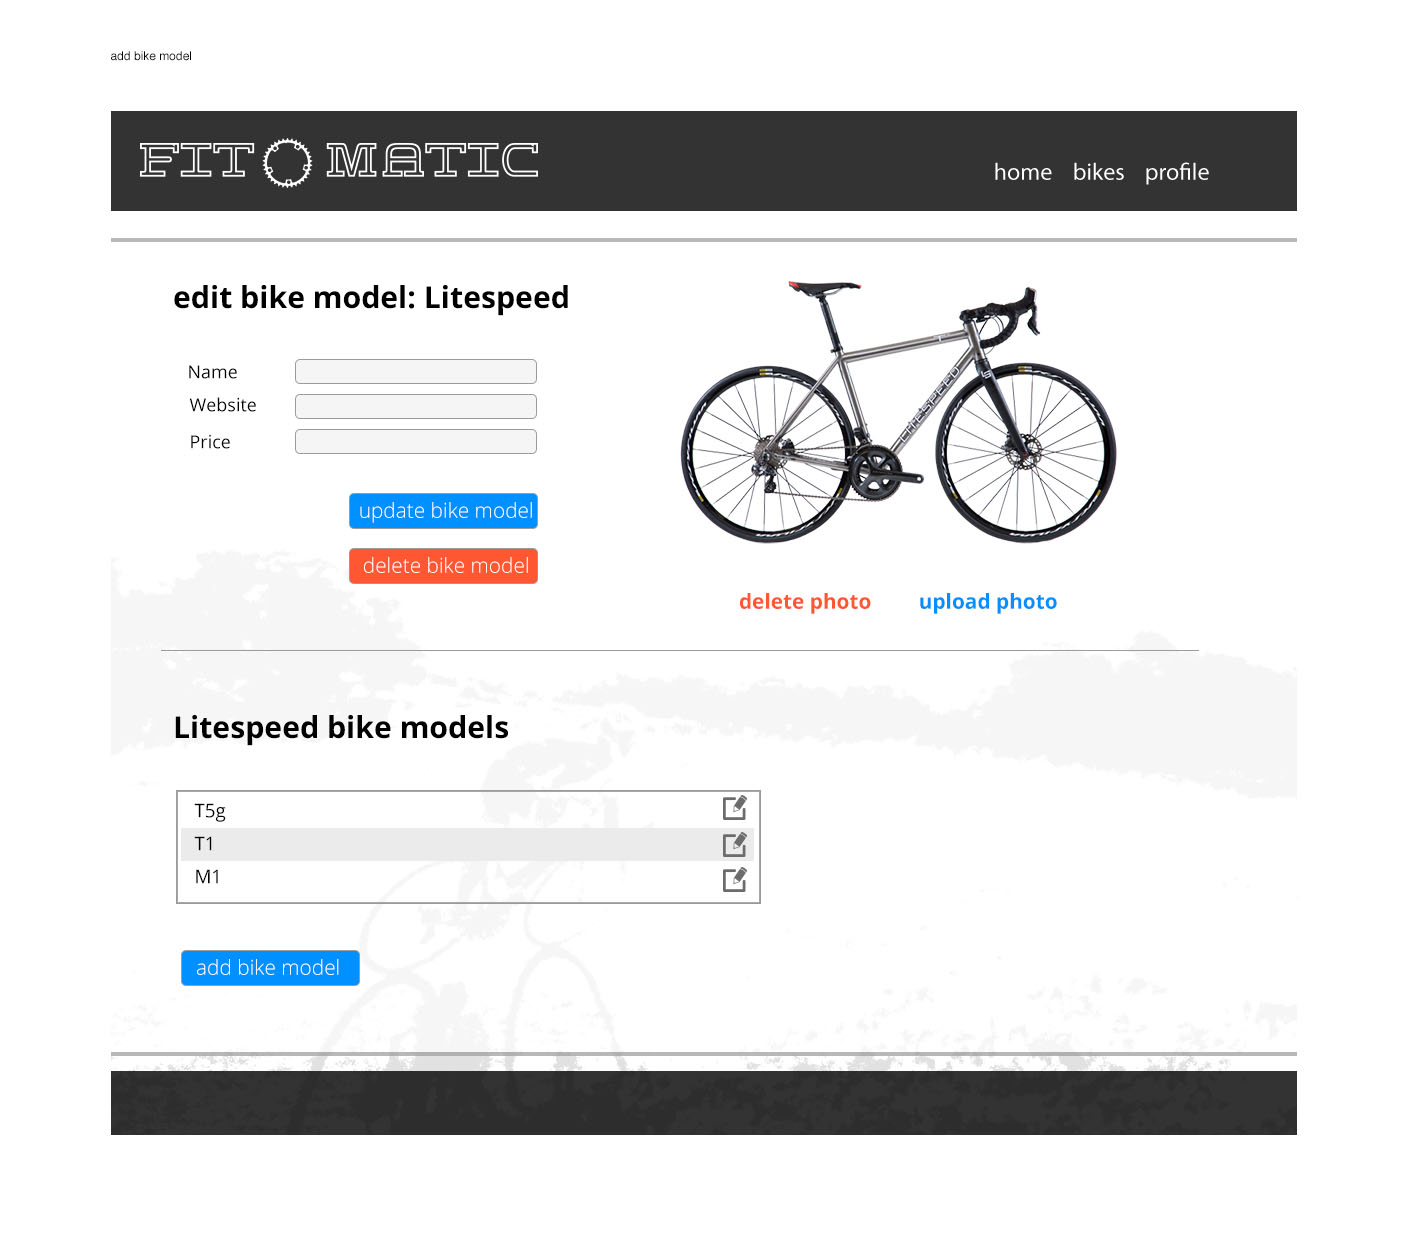 add bike model
FIT MATIC
home bikes profile
edit bike model: Litespeed
Name
Website
Price
update bike model
delete bike model
LITESPEED
delete photo upload photo
Litespeed bike models
T5g
T1
M1
add bike model